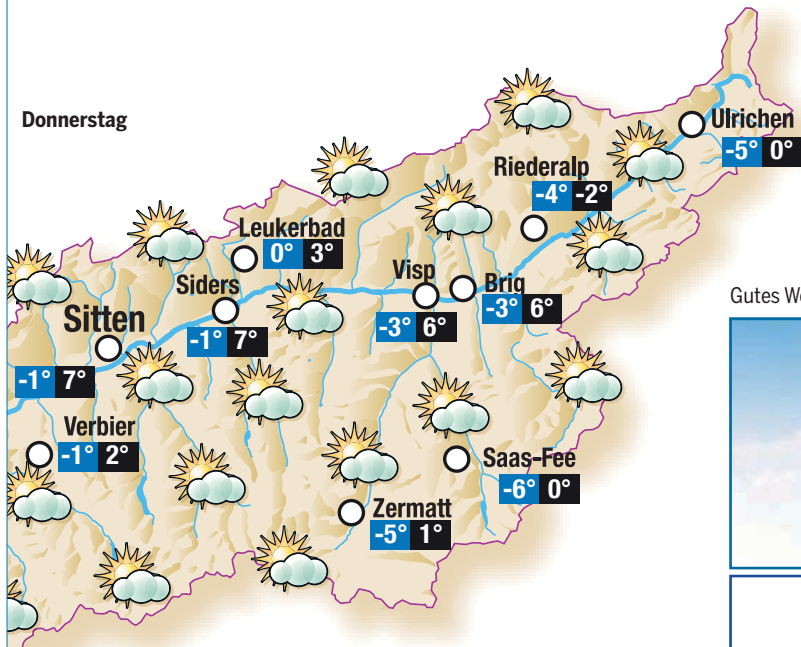 Donnerstag
Ulrichen
-5° 0°
Riederalp
-4° -2°
Leukerbad
0° 3°
Siders
-1° 7°
Visp
-3° 6°
Brig
-3° 6°
Sitten
-1° 7°
Verbier
-1° 2°
Saas-Fee
-6° 0°
Zermatt
-5° 1°
Gutes